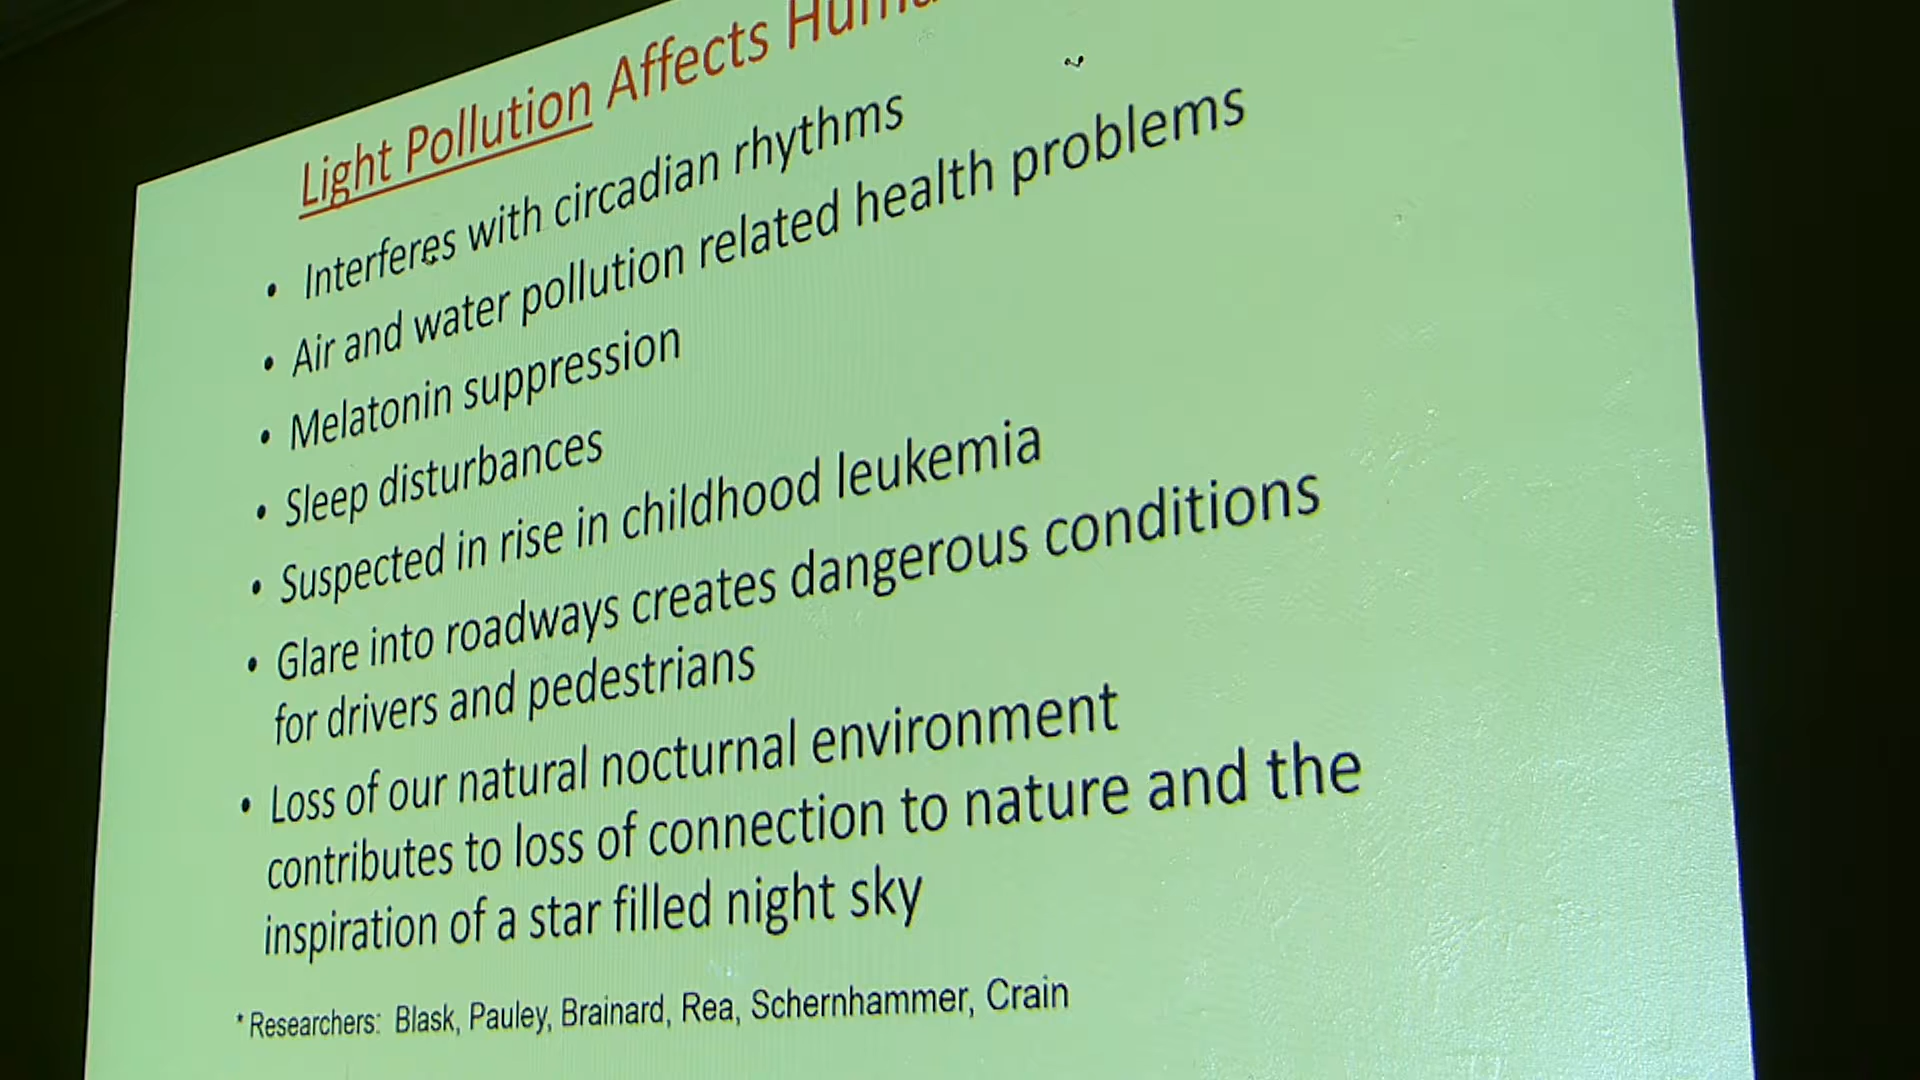 Light Pollution Affects
• Interferes with circadian rhythms
• Air and water pollution related health problems
• Melatonin suppression
• Sleep disturbances
• Suspected in rise in childhood leukemia
• Glare into roadways creates dangerous conditions
for drivers and pedestrians
• Loss of our natural nocturnal environment
contributes to loss of connection to nature and the
inspiration of a star filled night sky
* Researchers: Blask, Pauley, Brainard, Rea, Schernhammer, Crain